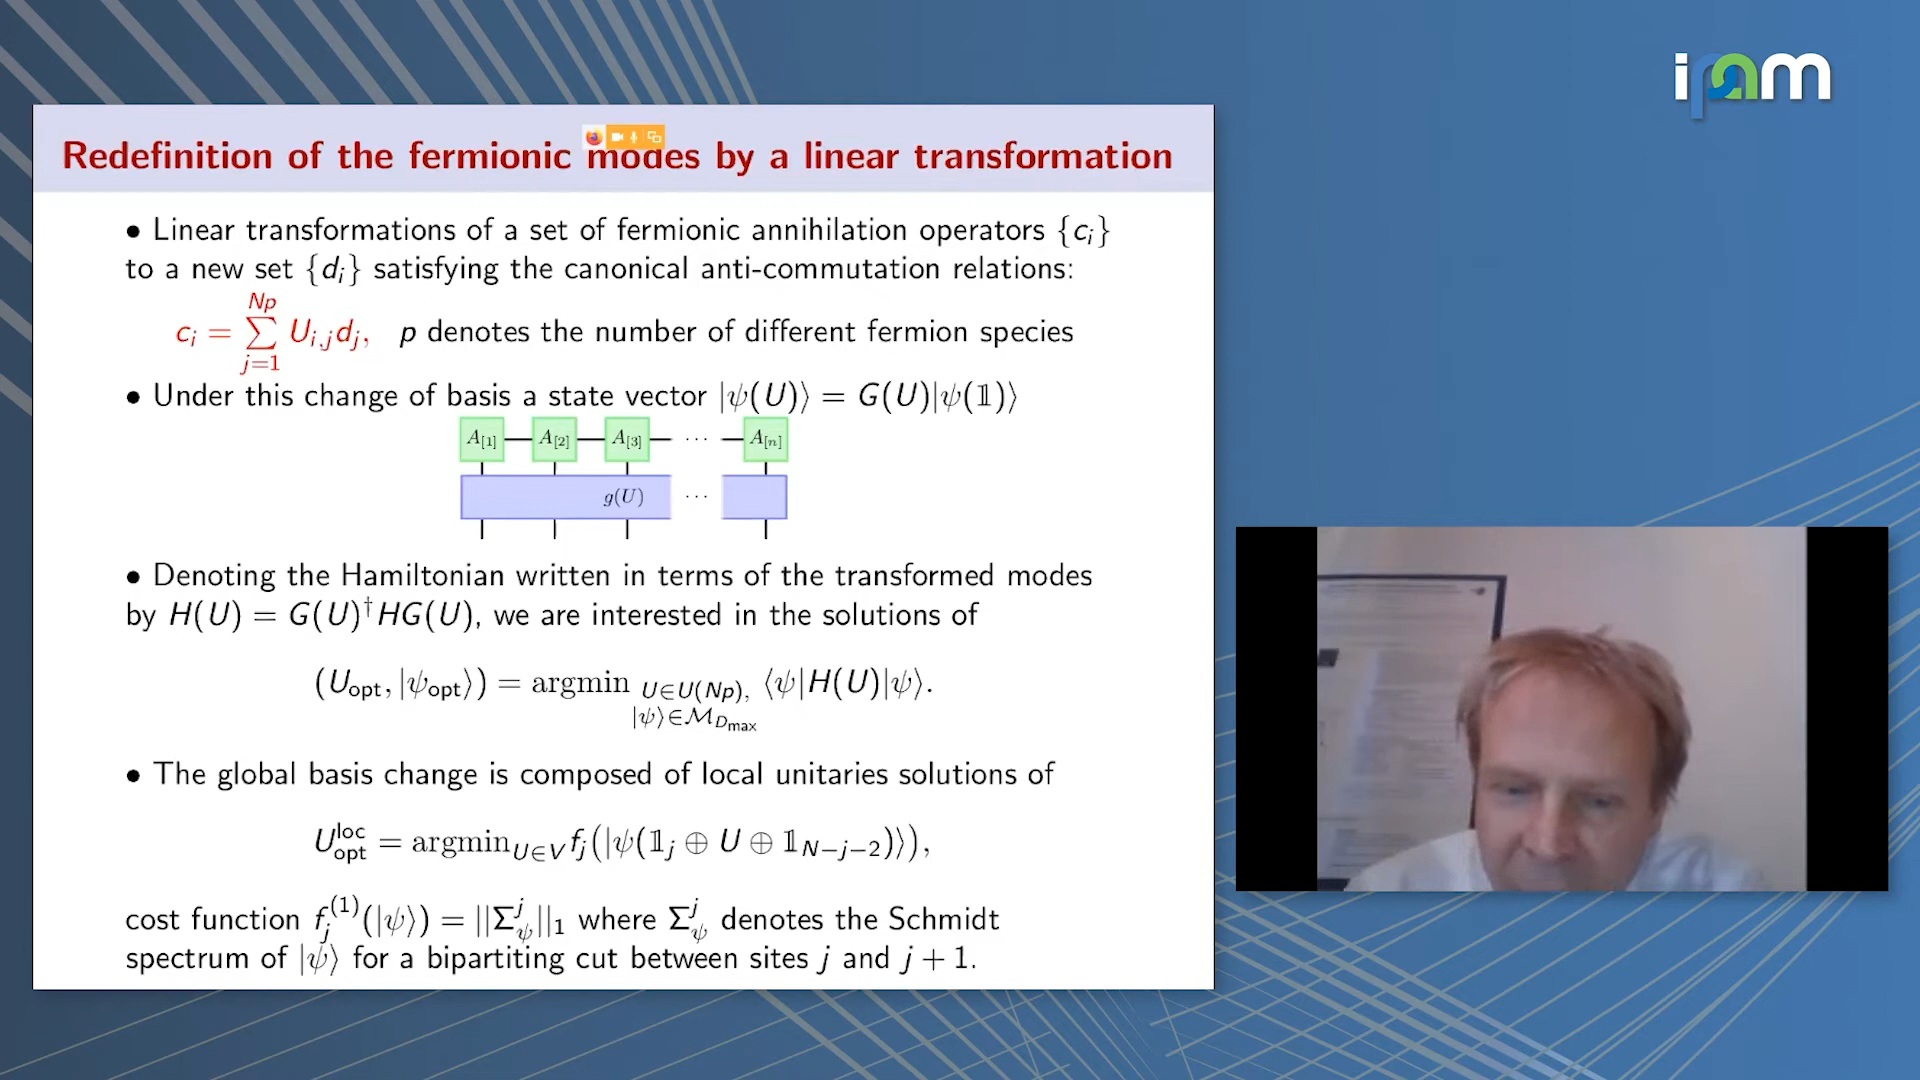 ipam
Redefinition of the fermionic modes by a linear transformation
• Linear transformations of a set of fermionic annihilation operators {c_i}
to a new set {d_i} satisfying the canonical anti-commutation relations:
c_i = ∑_{j=1}^{Np} U_{i,j} d_j, p denotes the number of different fermion species
• Under this change of basis a state vector |ψ(U)⟩ = G(U)|ψ(𝟙)⟩
A_[1] A_[2] A_[3] ··· A_[n]
g(U) ···
• Denoting the Hamiltonian written in terms of the transformed modes
by H(U) = G(U)†HG(U), we are interested in the solutions of
(U_opt, |ψ_opt⟩) = argmin_{U∈U(Np), |ψ⟩∈M_{D_max}} ⟨ψ|H(U)|ψ⟩.
• The global basis change is composed of local unitaries solutions of
U_opt^loc = argmin_{U∈V} f_j(|ψ(𝟙_j ⊕ U ⊕ 𝟙_{N−j−2})⟩),
cost function f_j^(1)(|ψ⟩) = ||Σ_ψ^j||_1 where Σ_ψ^j denotes the Schmidt
spectrum of |ψ⟩ for a bipartiting cut between sites j and j + 1.